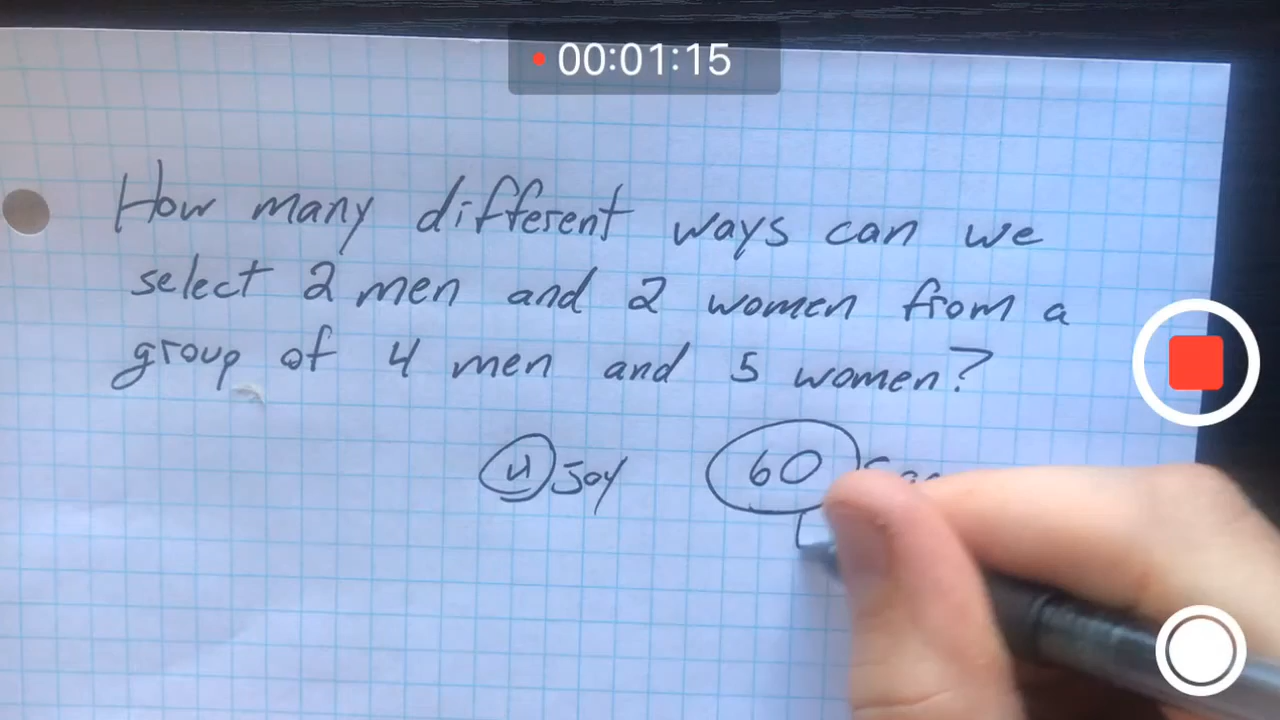 00:01:15
How many different ways can we
select 2 men and 2 women from a
group of 4 men and 5 women?
4 Joy 60